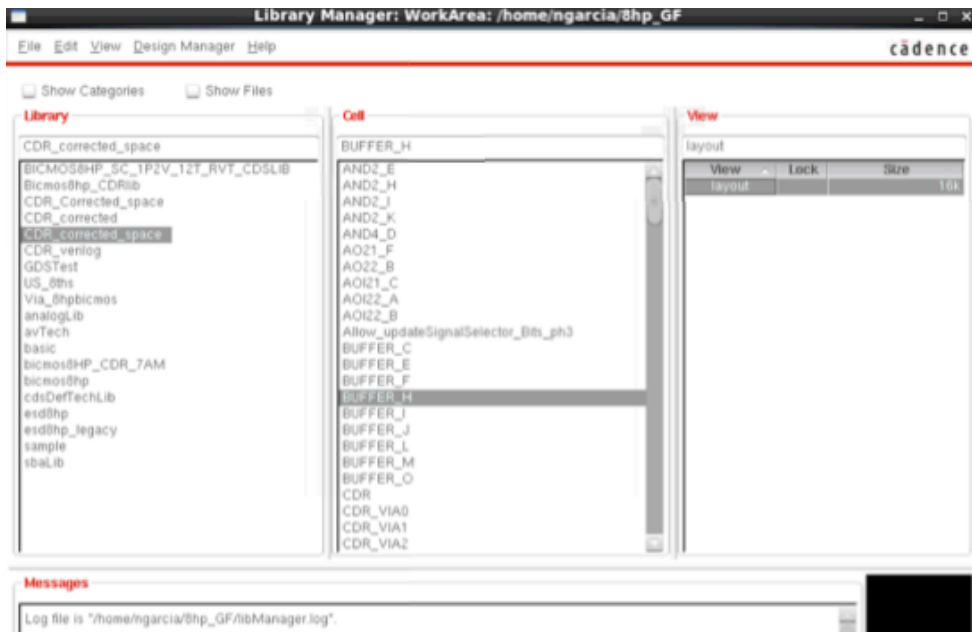 Library Manager: WorkArea: /home/ngarcia/8hp_GF
File Edit View Design Manager Help
cādence
Show Categories Show Files
Library
CDR_corrected_space
BICMOS8HP_SC_1P2V_12T_RVT_CDSLIB
Bicmos8hp_CDRlib
CDR_Corrected_space
CDR_corrected
CDR_corrected_space
CDR_verilog
GDSTest
US_8ths
Via_8hpbicmos
analogLib
avTech
basic
bicmos8HP_CDR_7AM
bicmos8hp
cdsDefTechLib
esd8hp
esd8hp_legacy
sample
sbaLib
Cell
BUFFER_H
AND2_E
AND2_H
AND2_I
AND2_K
AND4_D
AO21_F
AO22_B
AOI21_C
AOI22_A
AOI22_B
Allow_updateSignalSelector_Bits_ph3
BUFFER_C
BUFFER_E
BUFFER_F
BUFFER_H
BUFFER_I
BUFFER_J
BUFFER_L
BUFFER_M
BUFFER_O
CDR
CDR_VIA0
CDR_VIA1
CDR_VIA2
View
layout
View Lock Size
layout 16k
Messages
Log file is "/home/ngarcia/8hp_GF/libManager.log".